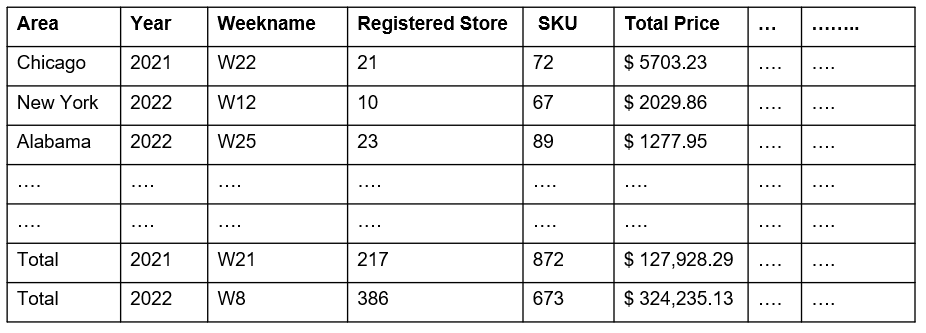 Area Year Weekname Registered Store SKU Total Price … ……..
Chicago 2021 W22 21 72 $ 5703.23 …. ….
New York 2022 W12 10 67 $ 2029.86 …. ….
Alabama 2022 W25 23 89 $ 1277.95 …. ….
…. …. …. …. …. …. …. ….
…. …. …. …. …. …. …. ….
Total 2021 W21 217 872 $ 127,928.29 …. ….
Total 2022 W8 386 673 $ 324,235.13 …. ….